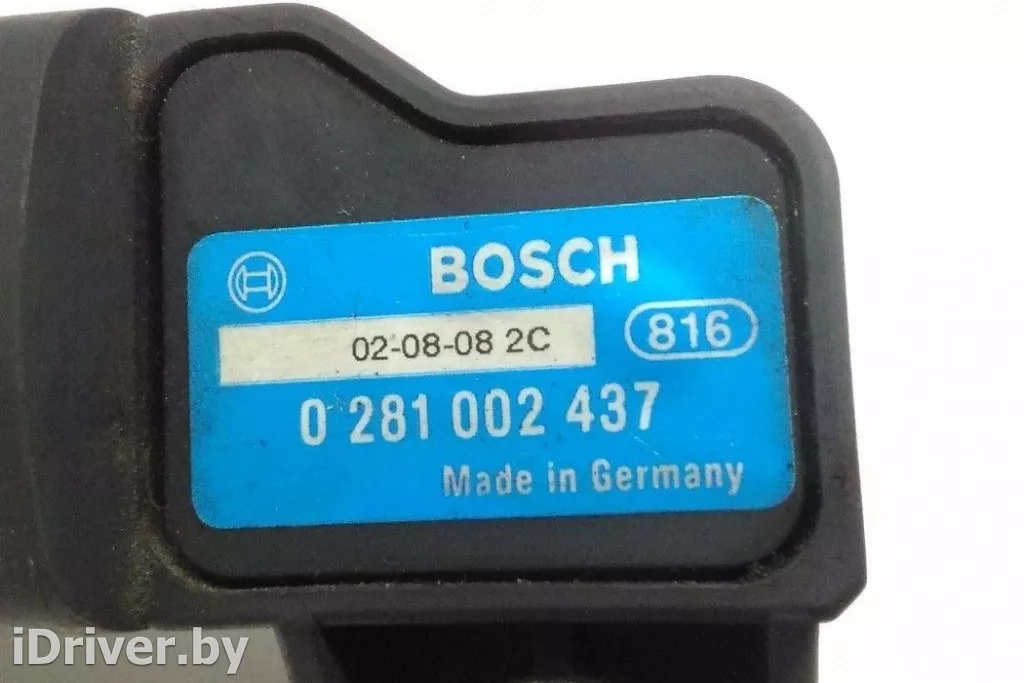 BOSCH
02-08-08 2C
816
0 281 002 437
Made in Germany
iDriver.by